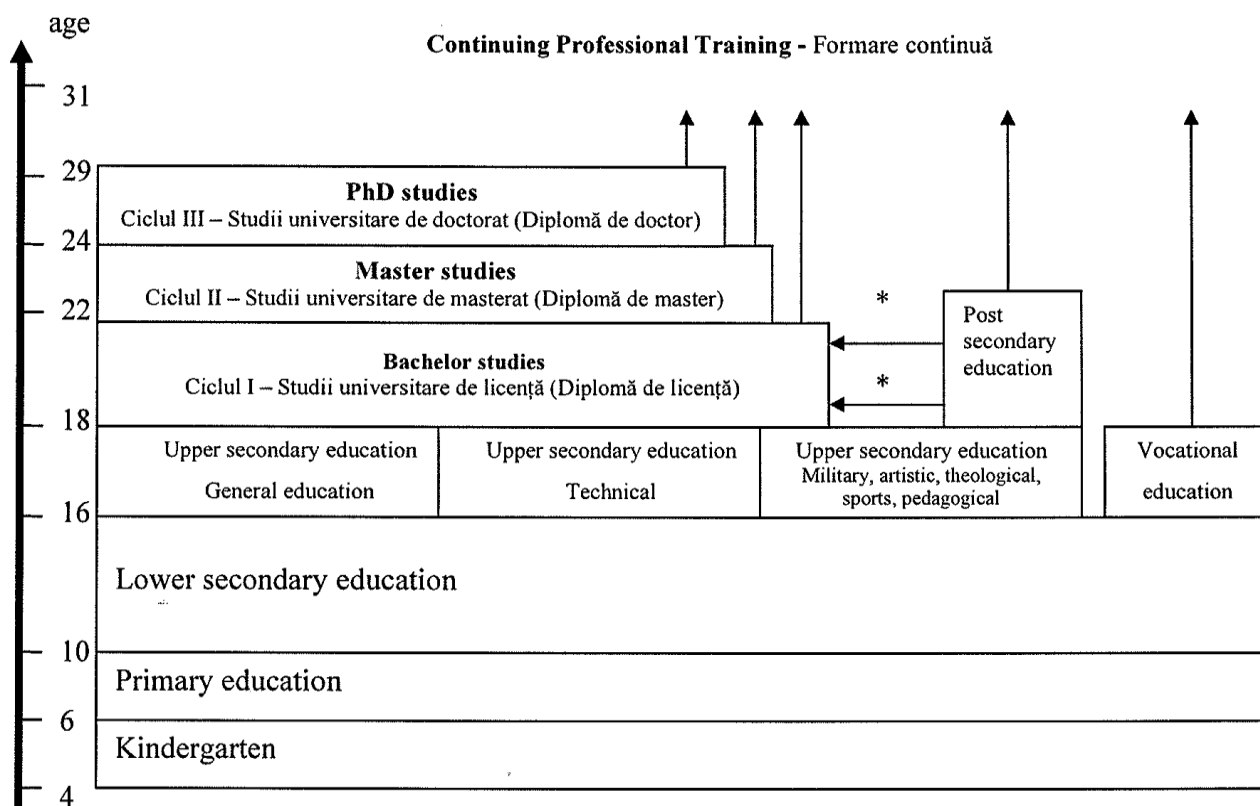 age
Continuing Professional Training - Formare continuă
31
29
PhD studies
Ciclul III – Studii universitare de doctorat (Diplomă de doctor)
24
Master studies
Ciclul II – Studii universitare de masterat (Diplomă de master)
*
22
Post
secondary
education
Bachelor studies
Ciclul I – Studii universitare de licență (Diplomă de licență)
*
18
Upper secondary education
General education
Upper secondary education
Technical
Upper secondary education
Military, artistic, theological,
sports, pedagogical
Vocational
education
16
Lower secondary education
10
Primary education
6
Kindergarten
4